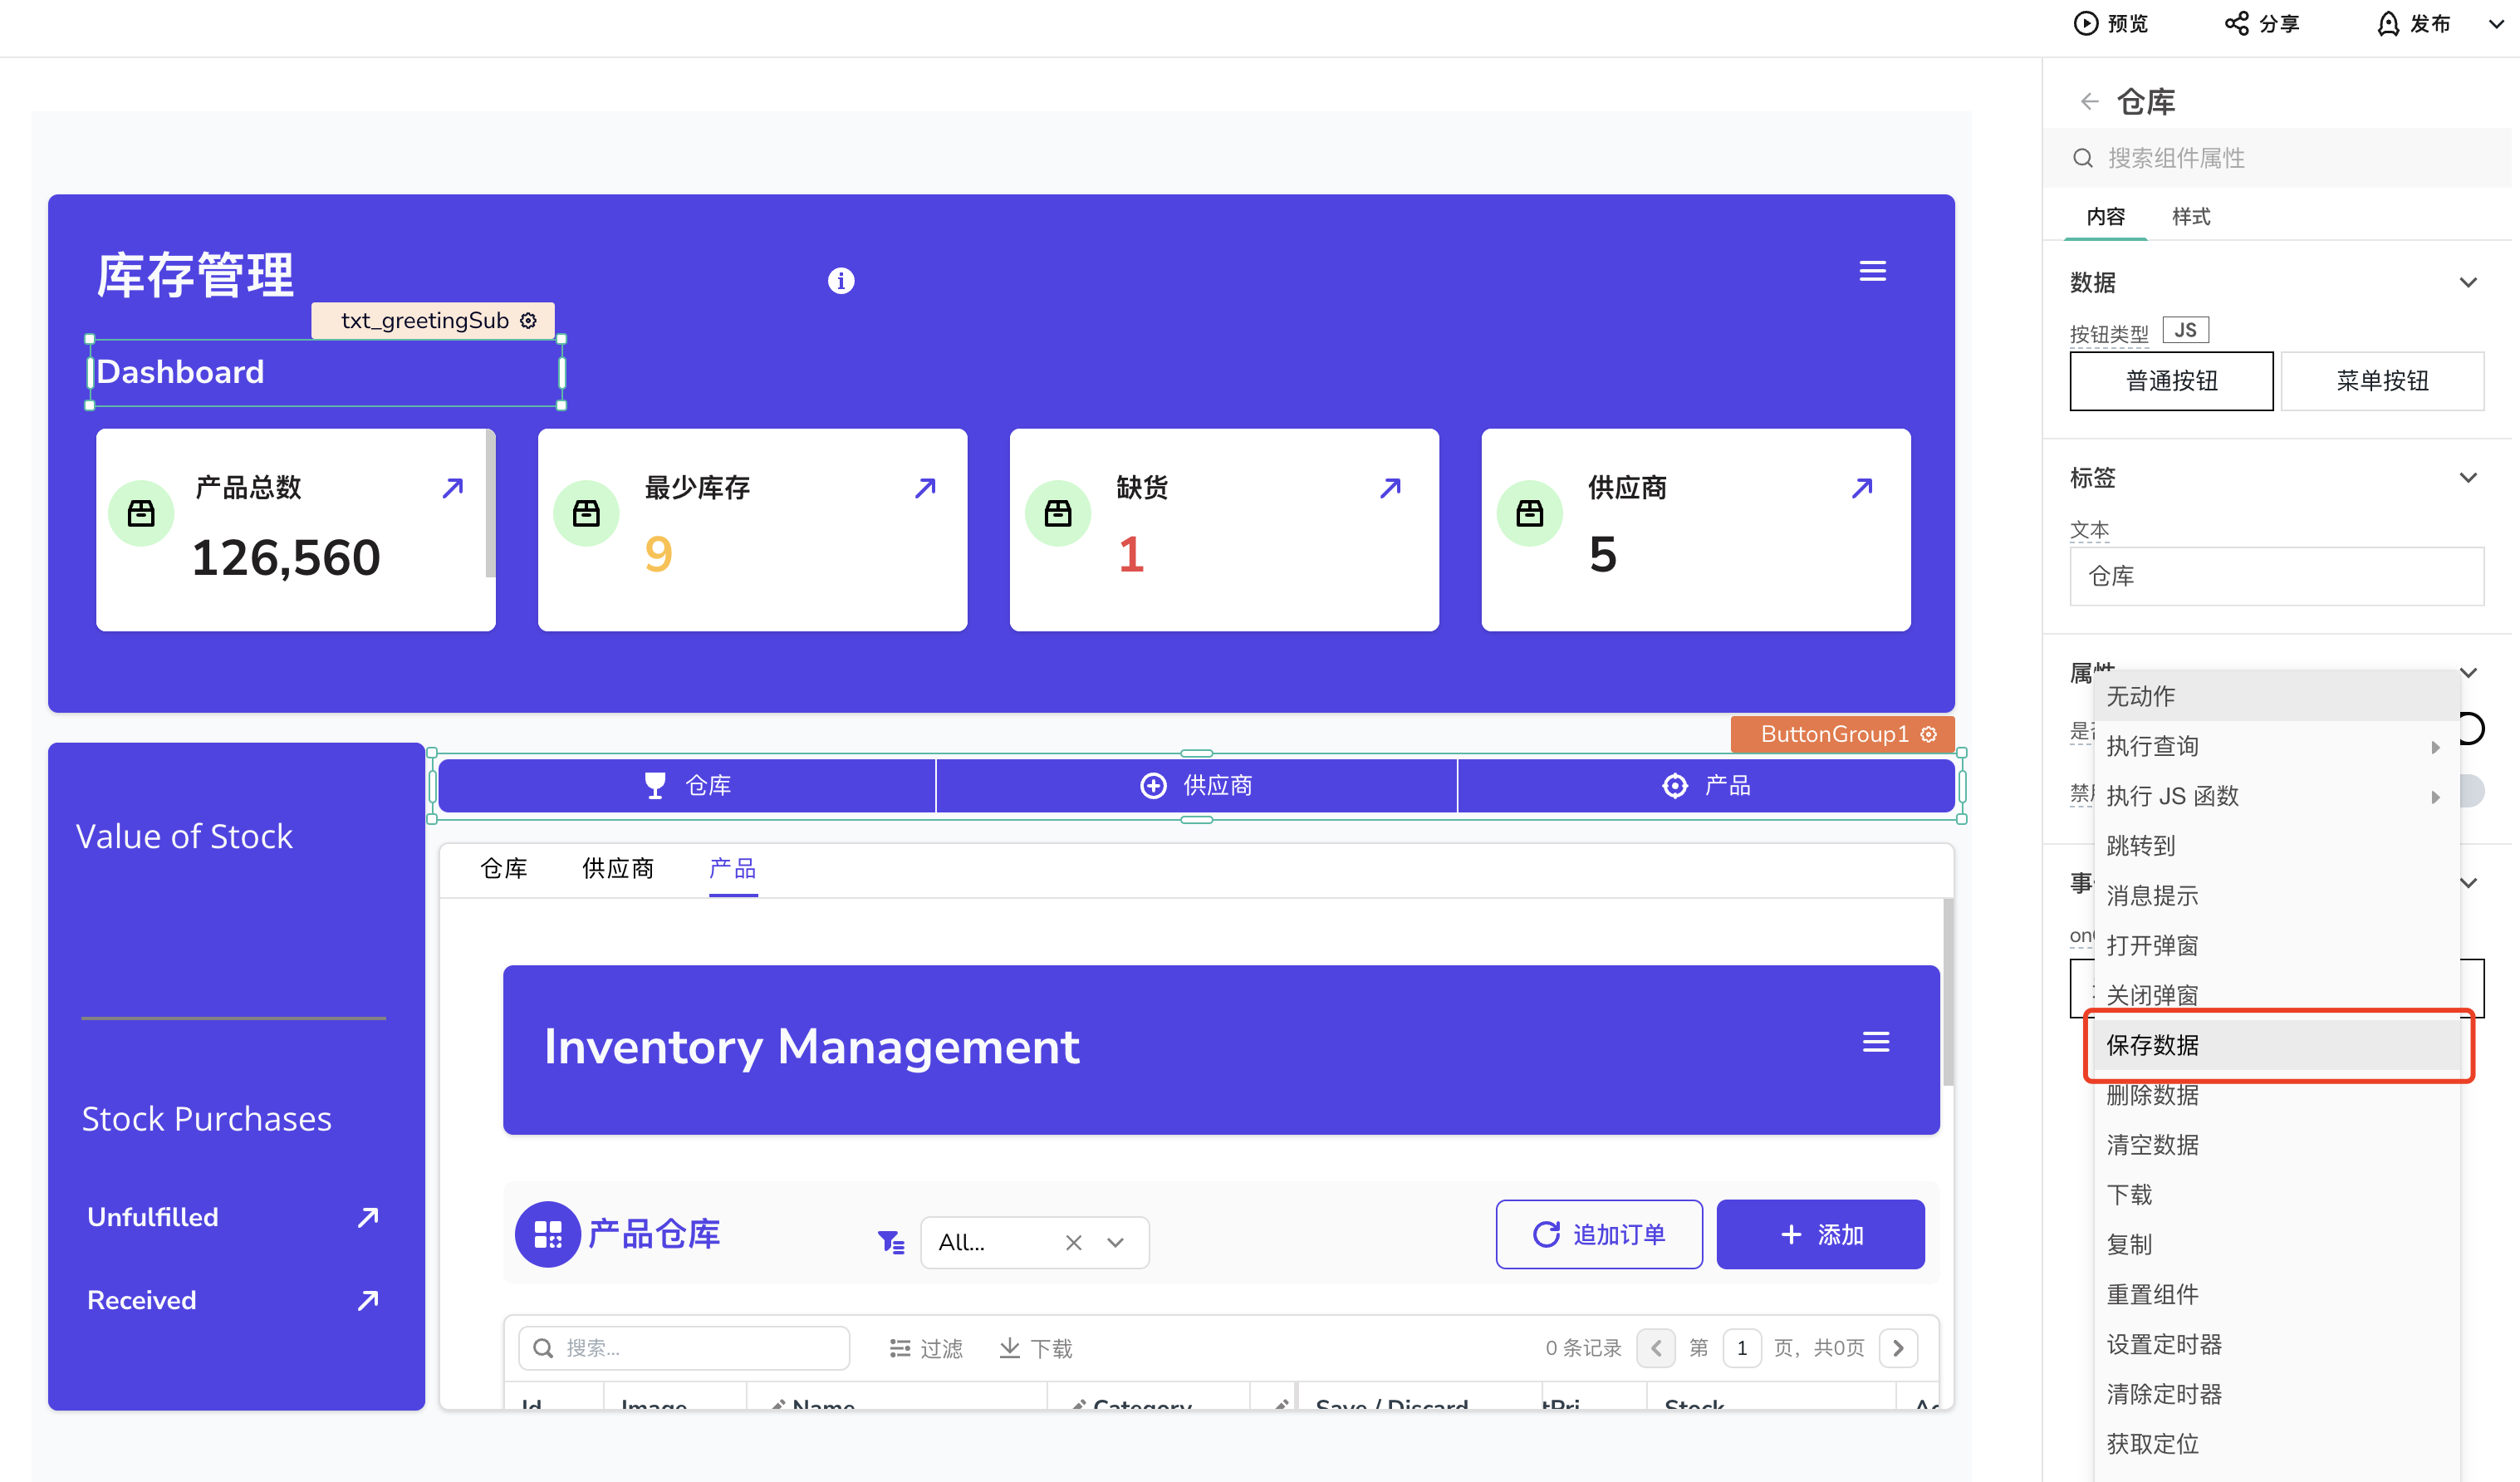 预览
分享
发布
仓库
搜索组件属性
内容
样式
数据
按钮类型
JS
普通按钮
菜单按钮
标签
文本
仓库
属性
无动作
执行查询
执行 JS 函数
跳转到
消息提示
打开弹窗
关闭弹窗
保存数据
删除数据
清空数据
下载
复制
重置组件
设置定时器
清除定时器
获取定位
库存管理
txt_greetingSub
Dashboard
产品总数
126,560
最少库存
9
缺货
1
供应商
5
ButtonGroup1
仓库
供应商
产品
Value of Stock
Stock Purchases
Unfulfilled
Received
仓库
供应商
产品
Inventory Management
产品仓库
All...
追加订单
添加
搜索...
过滤
下载
0 条记录
第
1
页，共0页
Id
Image
Name
Category
Save / Discard
Stock